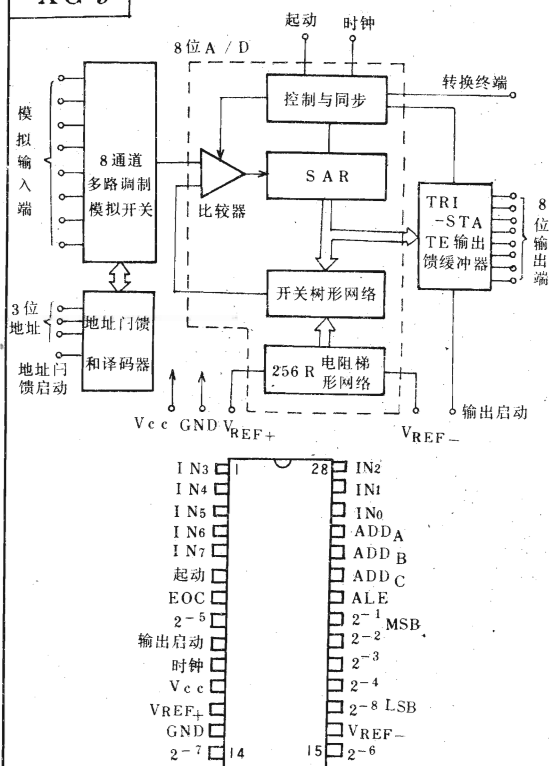 起动 时钟
8位A/D
转换终端
控制与同步
模拟输入端
8通道
多路调制
模拟开关
比较器
SAR
TRI
-STA
TE输出
馈缓冲器
8位输出端
开关树形网络
3位
地址
地址门馈
和译码器
地址门
馈启动
256R 电阻梯
形网络
Vcc GND VREF+
VREF-
输出启动
IN3 1 28 IN2
IN4 IN1
IN5 IN0
IN6 ADDA
IN7 ADDB
起动 ADDC
EOC ALE
2-5 2-1 MSB
输出启动 2-2
时钟 2-3
Vcc 2-4
VREF+ 2-8 LSB
GND VREF-
2-7 14 15 2-6